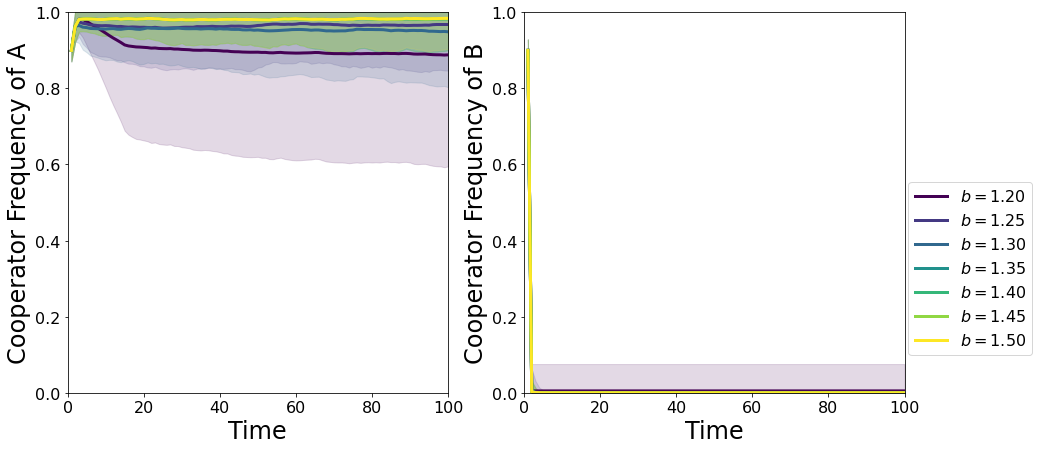 Cooperator Frequency of A
1.0
0.8
0.6
0.4
0.2
0.0
0 20 40 60 80 100
Time
Cooperator Frequency of B
1.0
0.8
0.6
0.4
0.2
0.0
0 20 40 60 80 100
Time
b = 1.20
b = 1.25
b = 1.30
b = 1.35
b = 1.40
b = 1.45
b = 1.50